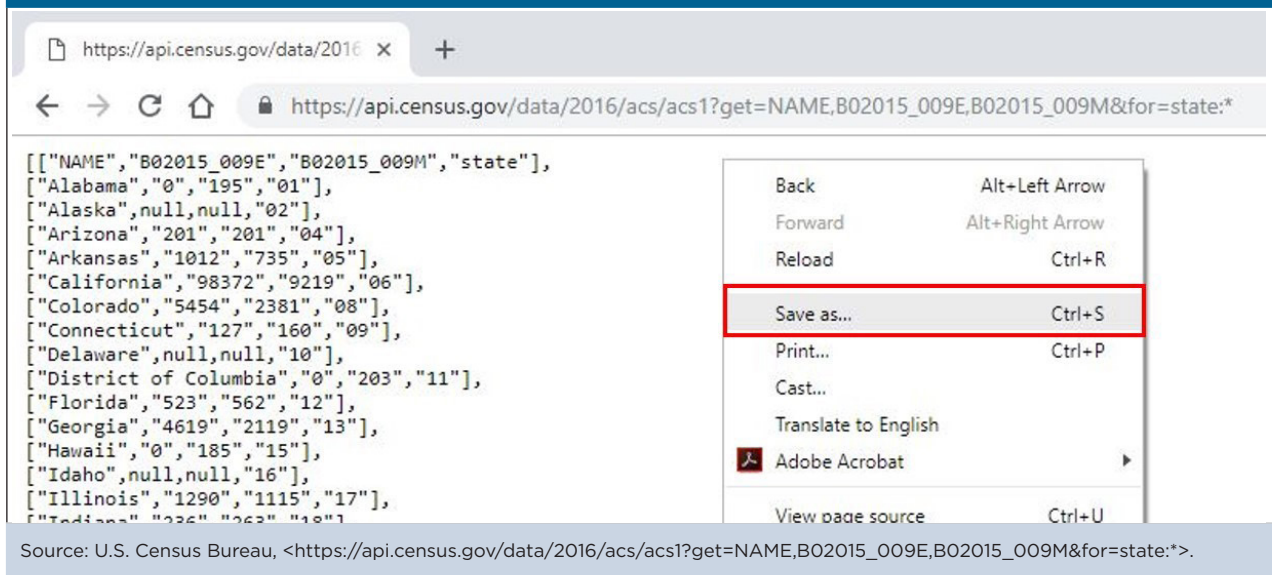 https://api.census.gov/data/2016
https://api.census.gov/data/2016/acs/acs1?get=NAME,B02015_009E,B02015_009M&for=state:*
[["NAME","B02015_009E","B02015_009M","state"],
["Alabama","0","195","01"],
["Alaska",null,null,"02"],
["Arizona","201","201","04"],
["Arkansas","1012","735","05"],
["California","98372","9219","06"],
["Colorado","5454","2381","08"],
["Connecticut","127","160","09"],
["Delaware",null,null,"10"],
["District of Columbia","0","203","11"],
["Florida","523","562","12"],
["Georgia","4619","2119","13"],
["Hawaii","0","185","15"],
["Idaho",null,null,"16"],
["Illinois","1290","1115","17"],
["Indiana","236","263","18"]
Back Alt+Left Arrow
Forward Alt+Right Arrow
Reload Ctrl+R
Save as... Ctrl+S
Print... Ctrl+P
Cast...
Translate to English
Adobe Acrobat
View page source Ctrl+U
Source: U.S. Census Bureau, <https://api.census.gov/data/2016/acs/acs1?get=NAME,B02015_009E,B02015_009M&for=state:*>.